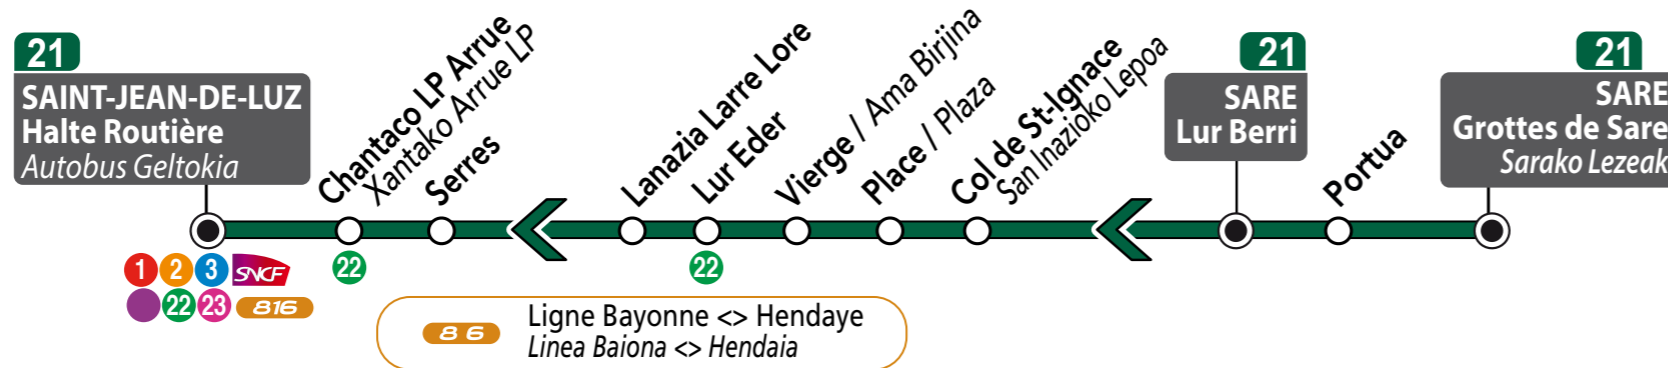 21
SAINT-JEAN-DE-LUZ
Halte Routière
Autobus Geltokia
Chantaco LP Arrue
Xantako Arrue LP
Serres
Lanazia Larre Lore
Lur Eder
Vierge / Ama Birjina
Place / Plaza
Col de St-Ignace
San Inazioko Lepoa
21
SARE
Lur Berri
Portua
21
SARE
Grottes de Sare
Sarako Lezeak
1 2 3 SNCF
22 23 816
22
22
8 6 Ligne Bayonne <> Hendaye
Linea Baiona <> Hendaia